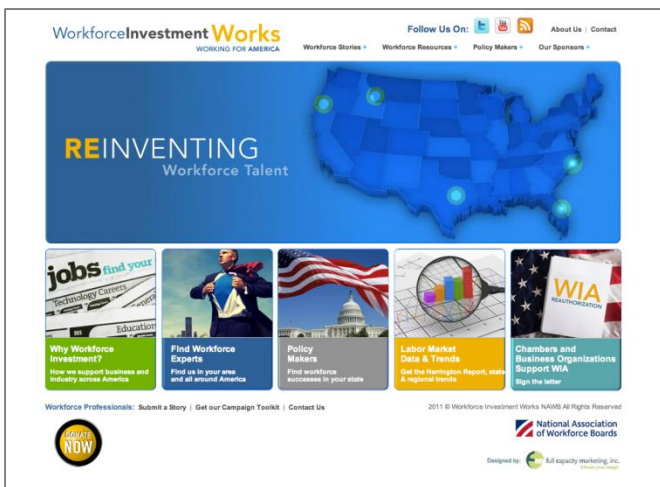 WorkforceInvestment Works
WORKING FOR AMERICA
Follow Us On:
About Us | Contact
Workforce Stories + Workforce Resources + Policy Makers + Our Sponsors +
REINVENTING
Workforce Talent
jobs find your
Technology Careers
Education
WIA
REAUTHORIZATION
Why Workforce
Investment?
How we support business and
industry across America
Find Workforce
Experts
Find us in your area
and all around America
Policy
Makers
Find workforce
successes in your state
Labor Market
Data & Trends
Get the Harrington Report, state
& regional trends
Chambers and
Business Organizations
Support WIA
Sign the letter
Workforce Professionals: Submit a Story | Get our Campaign Toolkit | Contact Us
2011 © Workforce Investment Works NAWB All Rights Reserved
DONATE
NOW
National Association
of Workforce Boards
Designed by: full capacity marketing, inc.